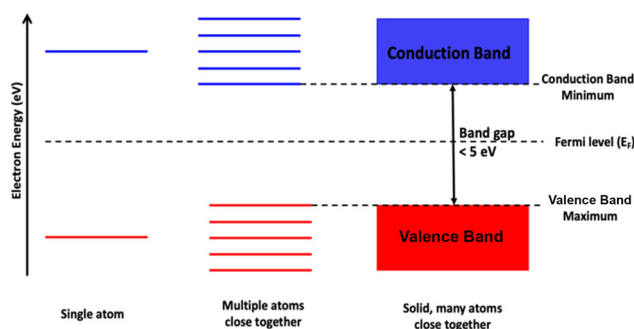 Electron Energy (eV)
Conduction Band
Conduction Band
Minimum
Band gap
< 5 eV
Fermi level (EF)
Valence Band
Maximum
Valence Band
Single atom
Multiple atoms
close together
Solid, many atoms
close together